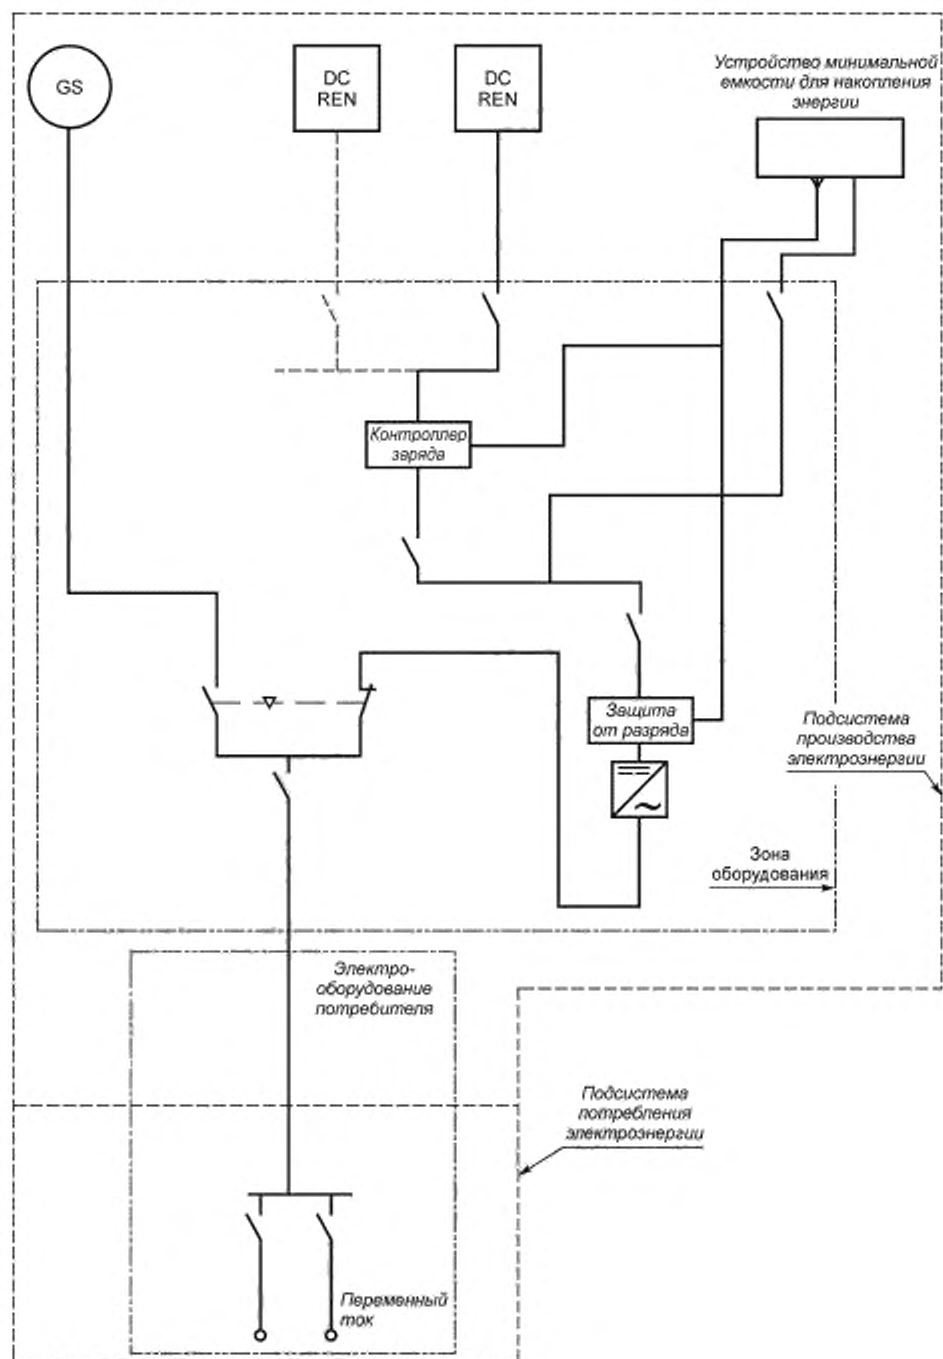 GS
DC
REN
DC
REN
Устройство минимальной
емкости для накопления
энергии
Контроллер
заряда
Защита
от разряда
Подсистема
производства
электроэнергии
Зона
оборудования
Электро-
оборудование
потребителя
Подсистема
потребления
электроэнергии
Переменный
ток